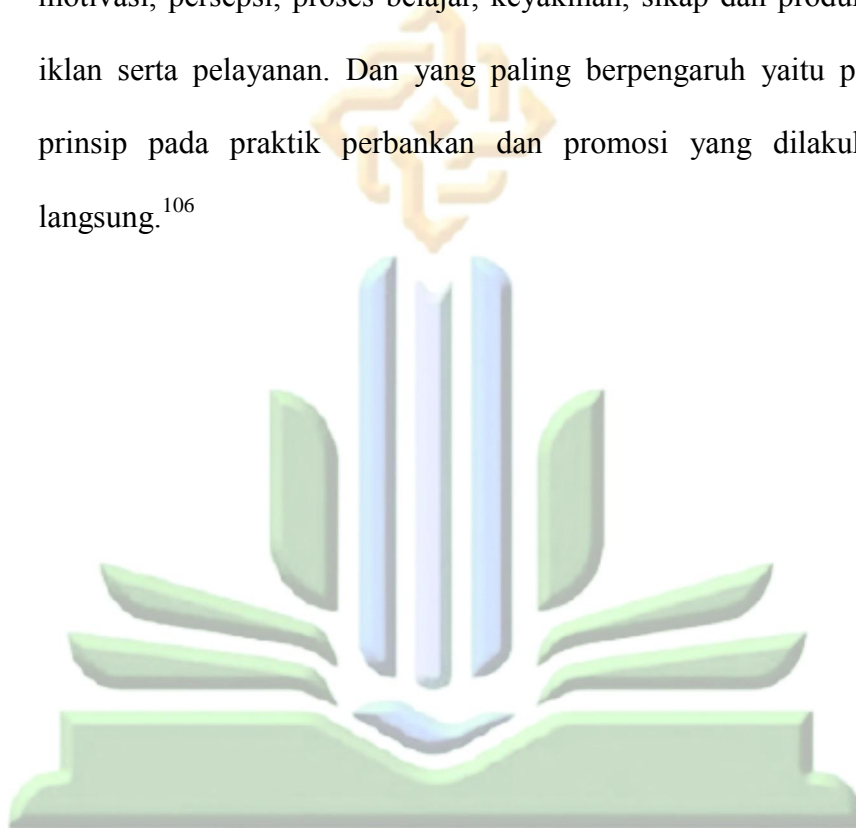 motivasi, persepsi, proses belajar, keyakinan, sikap dan
iklan serta pelayanan. Dan yang paling berpengaruh yaitu
prinsip pada praktik perbankan dan promosi yang
langsung.106